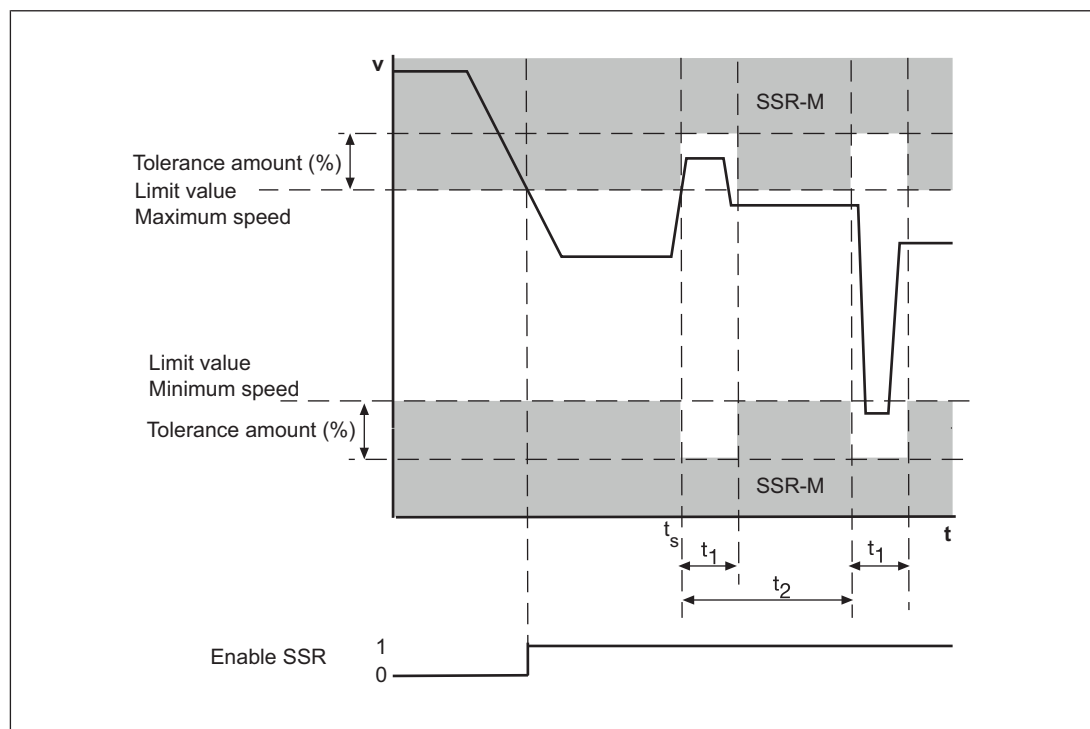 v
SSR-M
Tolerance amount (%)
Limit value
Maximum speed
Limit value
Minimum speed
Tolerance amount (%)
SSR-M
ts
t
t1
t1
t2
Enable SSR
1
0